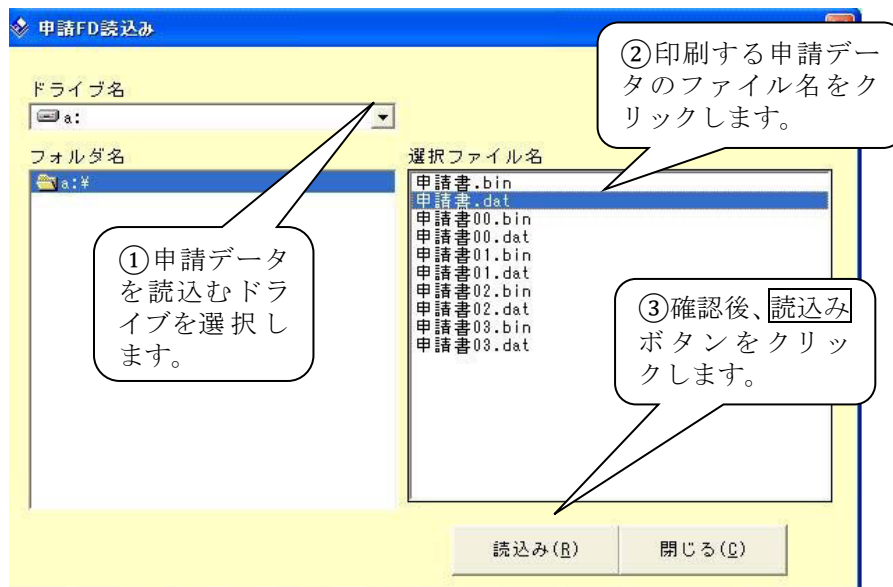 申請FD読込み
②印刷する申請デー
タのファイル名をク
リックします。
ドライブ名
a:
フォルダ名
a:¥
選択ファイル名
申請書.bin
申請書.dat
申請書00.bin
申請書00.dat
申請書01.bin
申請書01.dat
申請書02.bin
申請書02.dat
申請書03.bin
申請書03.dat
①申請データ
を読込むドラ
イブを選択し
ます。
③確認後、読込み
ボタンをクリッ
クします。
読込み(R)
閉じる(C)